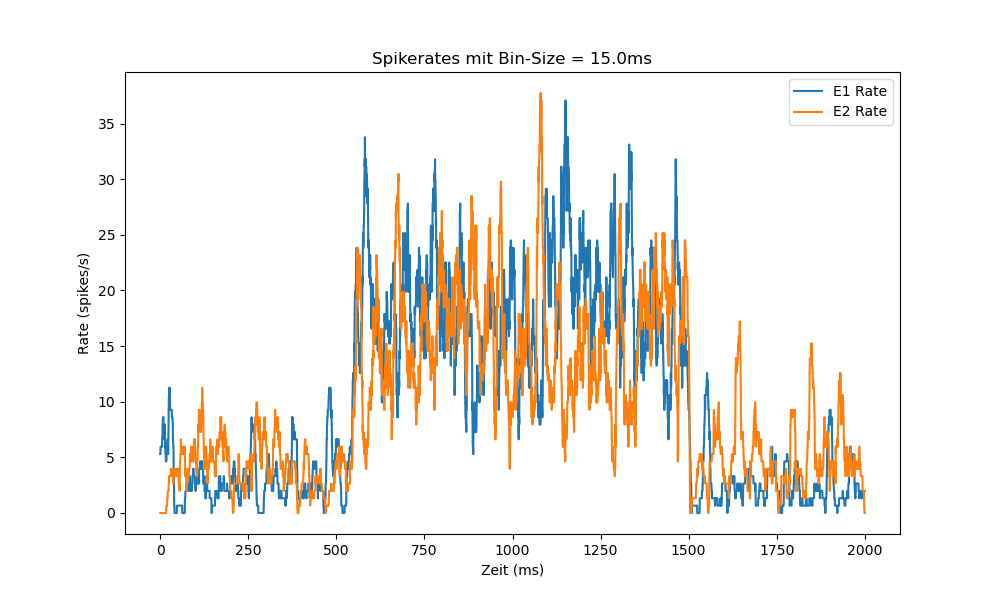 Spikerates mit Bin-Size = 15.0ms
E1 Rate
E2 Rate
Rate (spikes/s)
35
30
25
20
15
10
5
0
0 250 500 750 1000 1250 1500 1750 2000
Zeit (ms)